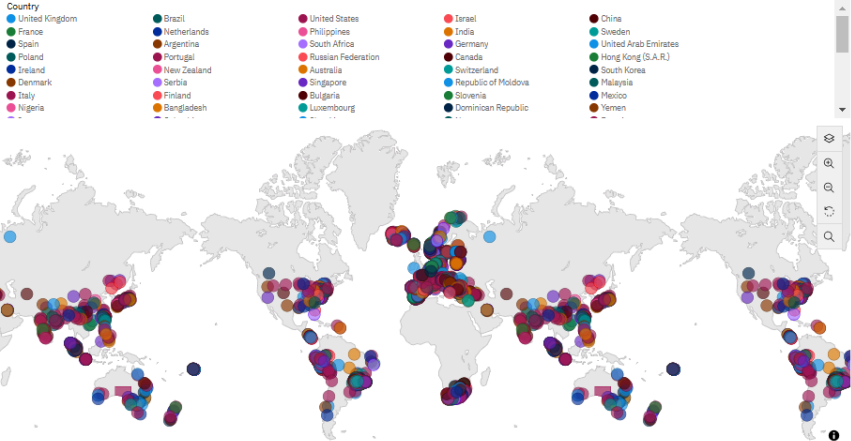 Country
United Kingdom Brazil United States Israel China
France Netherlands Philippines India Sweden
Spain Argentina South Africa Germany United Arab Emirates
Poland Portugal Russian Federation Canada Hong Kong (S.A.R.)
Ireland New Zealand Australia Switzerland South Korea
Denmark Serbia Singapore Republic of Moldova Malaysia
Italy Finland Bulgaria Slovenia Mexico
Nigeria Bangladesh Luxembourg Dominican Republic Yemen